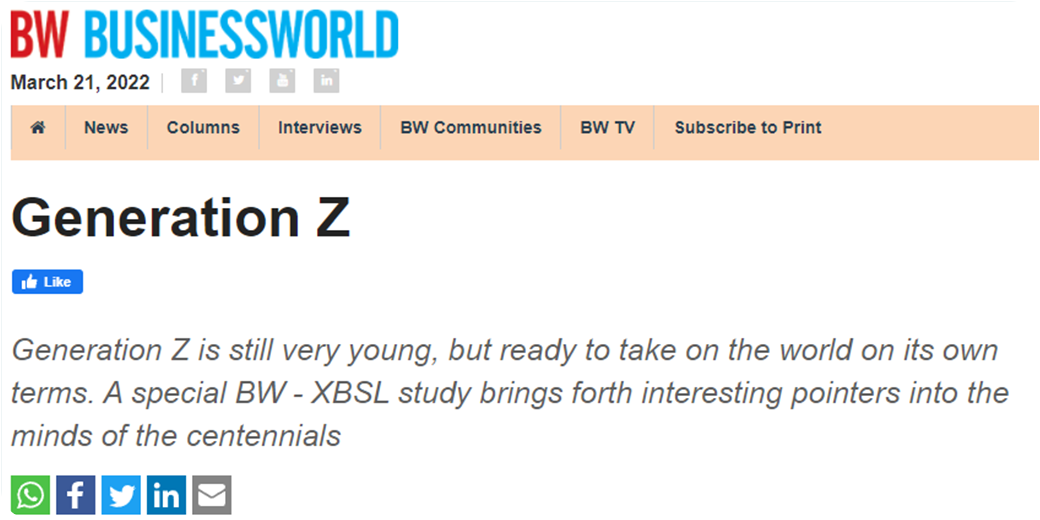 BW BUSINESSWORLD
March 21, 2022
News Columns Interviews BW Communities BW TV Subscribe to Print
Generation Z
Like
Generation Z is still very young, but ready to take on the world on its own
terms. A special BW - XBSL study brings forth interesting pointers into the
minds of the centennials